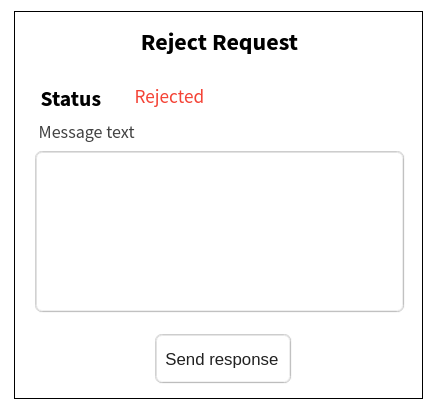 Reject Request
Status Rejected
Message text
Send response